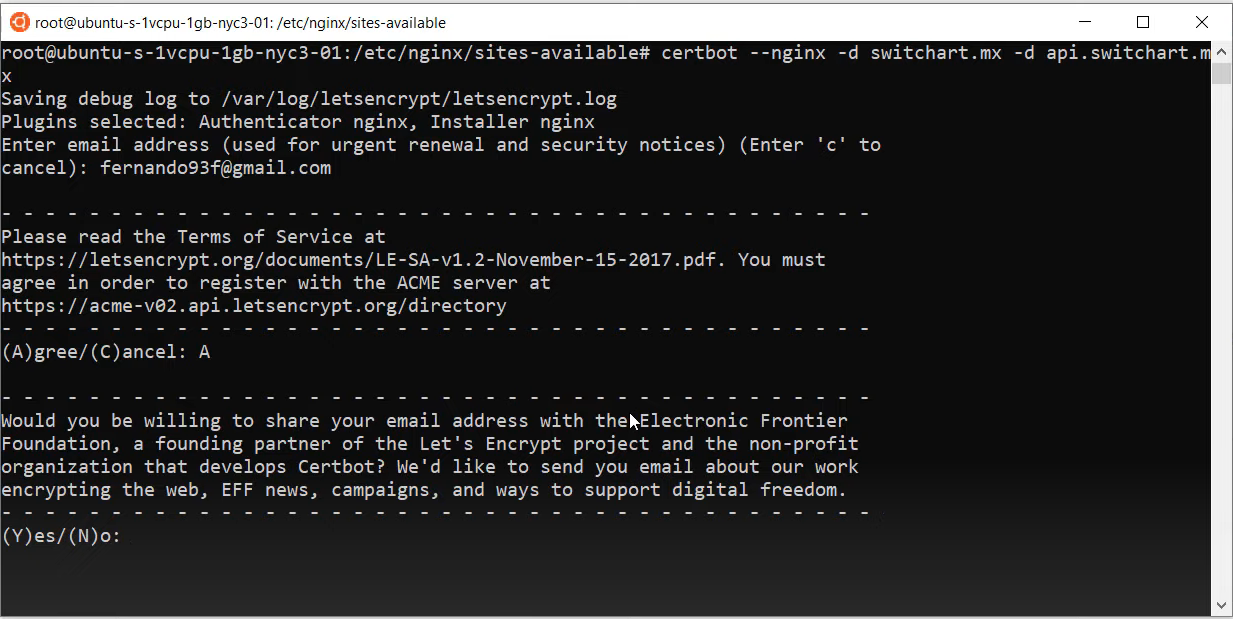 root@ubuntu-s-1vcpu-1gb-nyc3-01: /etc/nginx/sites-available
root@ubuntu-s-1vcpu-1gb-nyc3-01:/etc/nginx/sites-available# certbot --nginx -d switchart.mx -d api.switchart.m
x
Saving debug log to /var/log/letsencrypt/letsencrypt.log
Plugins selected: Authenticator nginx, Installer nginx
Enter email address (used for urgent renewal and security notices) (Enter 'c' to
cancel): fernando93f@gmail.com
- - - - - - - - - - - - - - - - - - - - - - - - - - - - - - - - - - - - - - - -
Please read the Terms of Service at
https://letsencrypt.org/documents/LE-SA-v1.2-November-15-2017.pdf. You must
agree in order to register with the ACME server at
https://acme-v02.api.letsencrypt.org/directory
- - - - - - - - - - - - - - - - - - - - - - - - - - - - - - - - - - - - - - - -
(A)gree/(C)ancel: A
- - - - - - - - - - - - - - - - - - - - - - - - - - - - - - - - - - - - - - - -
Would you be willing to share your email address with the Electronic Frontier
Foundation, a founding partner of the Let's Encrypt project and the non-profit
organization that develops Certbot? We'd like to send you email about our work
encrypting the web, EFF news, campaigns, and ways to support digital freedom.
- - - - - - - - - - - - - - - - - - - - - - - - - - - - - - - - - - - - - - - -
(Y)es/(N)o: